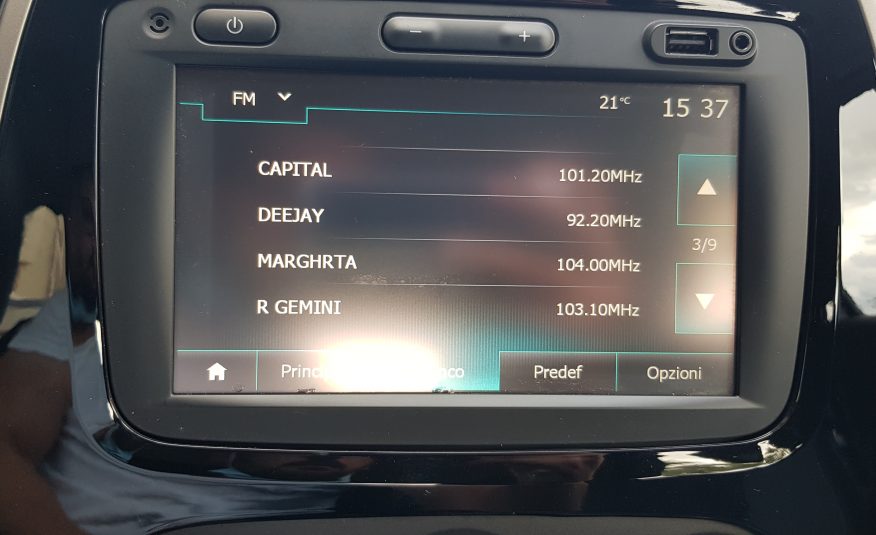 FM 21°C 15 37
CAPITAL 101.20MHz
DEEJAY 92.20MHz
MARGHRTA 104.00MHz
3/9
R GEMINI 103.10MHz
Predef Opzioni